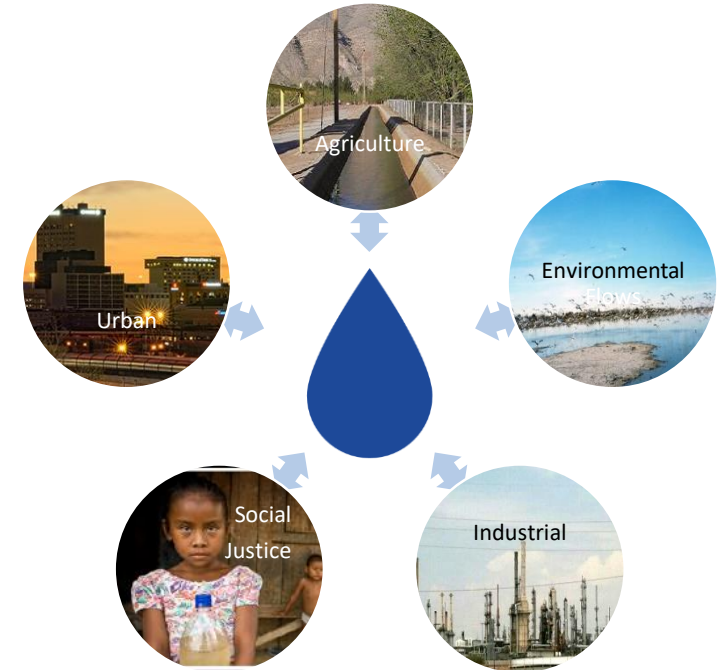 Agriculture
Environmental
Flows
Urban
Social
Justice
Industrial